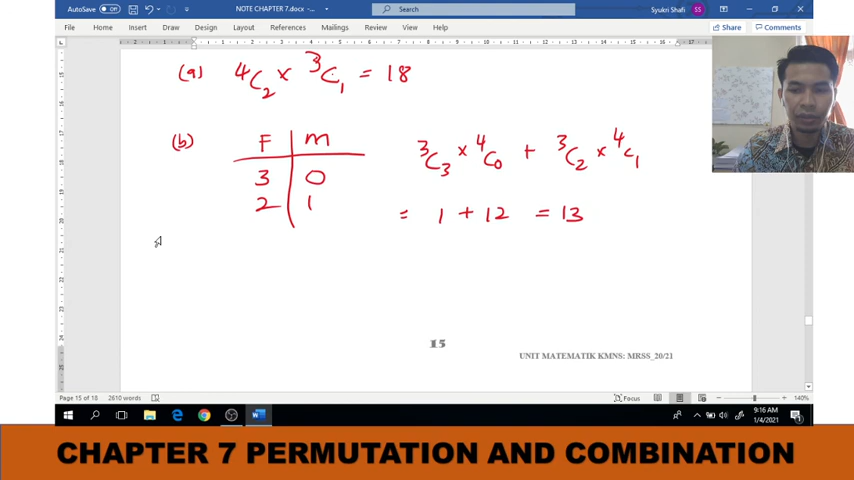 AutoSave Off NOTE CHAPTER 7.docx - ... Search Syukri Shafi SS
File Home Insert Draw Design Layout References Mailings Review View Help Share Comments
(a) ⁴C₂ × ³C₁ = 18
(b) F | M ³C₃ × ⁴C₀ + ³C₂ × ⁴C₁
3 | 0
2 | 1 = 1 + 12 = 13
15
UNIT MATEMATIK KMNS: MRSS_20/21
Page 15 of 18 2610 words Focus 140%
9:16 AM
1/4/2021
CHAPTER 7 PERMUTATION AND COMBINATION